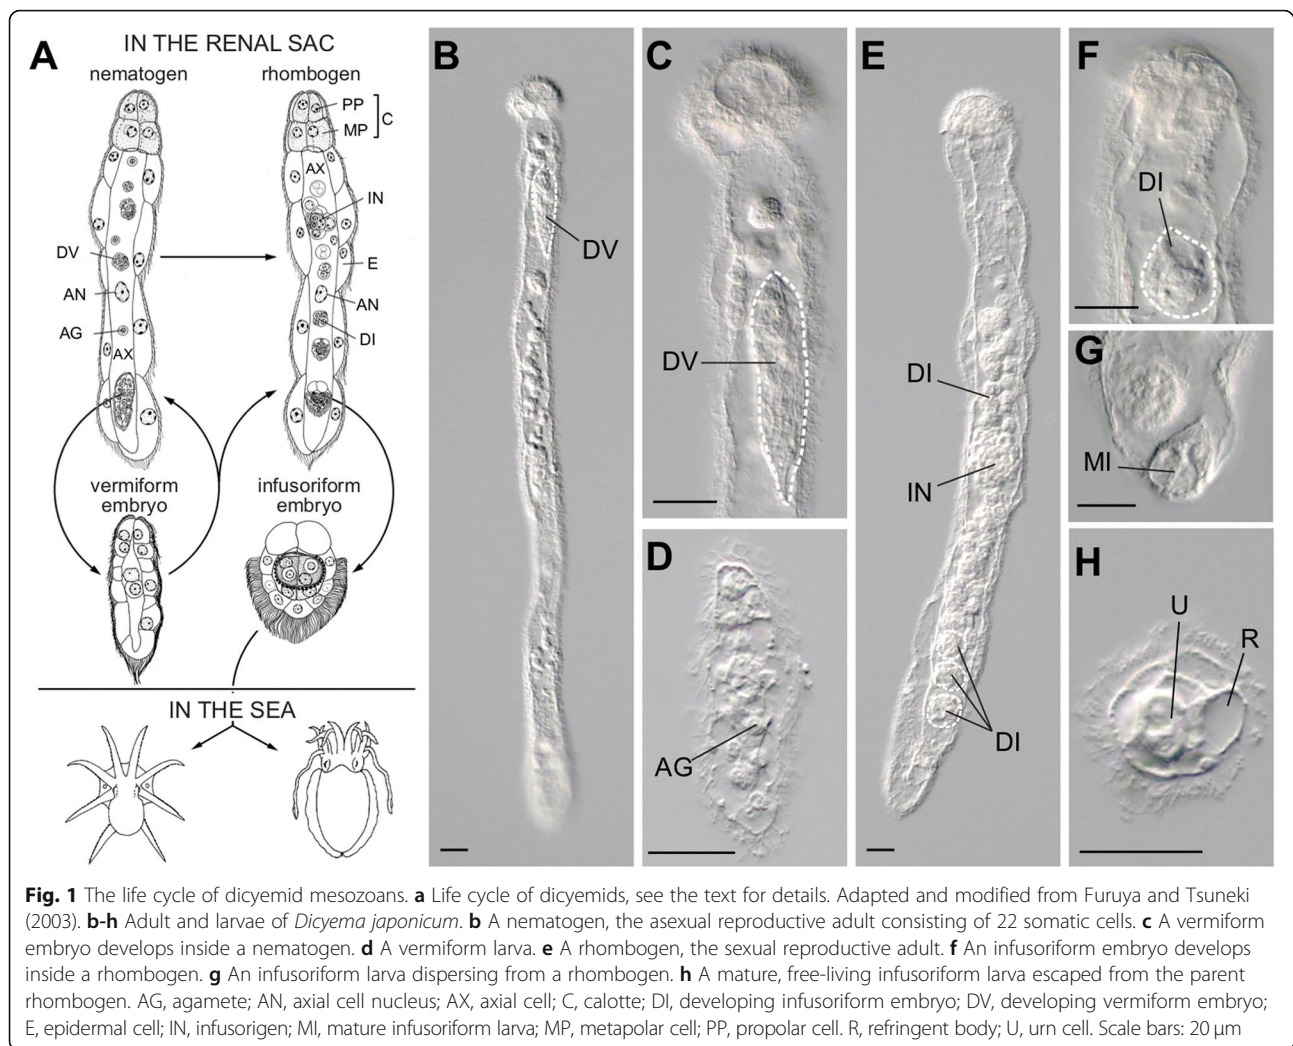 A
IN THE RENAL SAC
nematogen
rhombogen
PP
MP
C
AX
IN
DV
E
AN
AN
AG
DI
AX
vermiform
embryo
infusoriform
embryo
IN THE SEA
B
DV
C
DV
D
AG
E
DI
IN
DI
F
DI
G
MI
H
U
R
Fig. 1 The life cycle of dicyemid mesozoans. a Life cycle of dicyemids, see the text for details. Adapted and modified from Furuya and Tsuneki
(2003). b-h Adult and larvae of Dicyema japonicum. b A nematogen, the asexual reproductive adult consisting of 22 somatic cells. c A vermiform
embryo develops inside a nematogen. d A vermiform larva. e A rhombogen, the sexual reproductive adult. f An infusoriform embryo develops
inside a rhombogen. g An infusoriform larva dispersing from a rhombogen. h A mature, free-living infusoriform larva escaped from the parent
rhombogen. AG, agamete; AN, axial cell nucleus; AX, axial cell; C, calotte; DI, developing infusoriform embryo; DV, developing vermiform embryo;
E, epidermal cell; IN, infusorigen; MI, mature infusoriform larva; MP, metapolar cell; PP, propolar cell. R, refringent body; U, urn cell. Scale bars: 20 μm